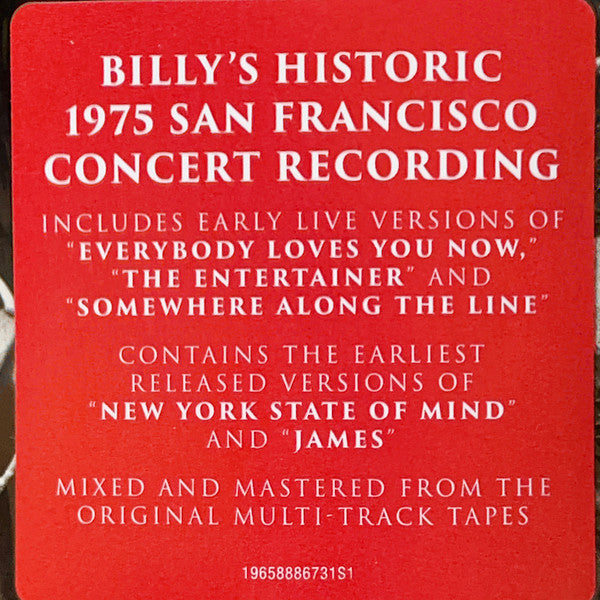 BILLY'S HISTORIC
1975 SAN FRANCISCO
CONCERT RECORDING
INCLUDES EARLY LIVE VERSIONS OF
“EVERYBODY LOVES YOU NOW,”
“THE ENTERTAINER” AND
“SOMEWHERE ALONG THE LINE”
CONTAINS THE EARLIEST
RELEASED VERSIONS OF
“NEW YORK STATE OF MIND”
AND “JAMES”
MIXED AND MASTERED FROM THE
ORIGINAL MULTI-TRACK TAPES
19658886731S1